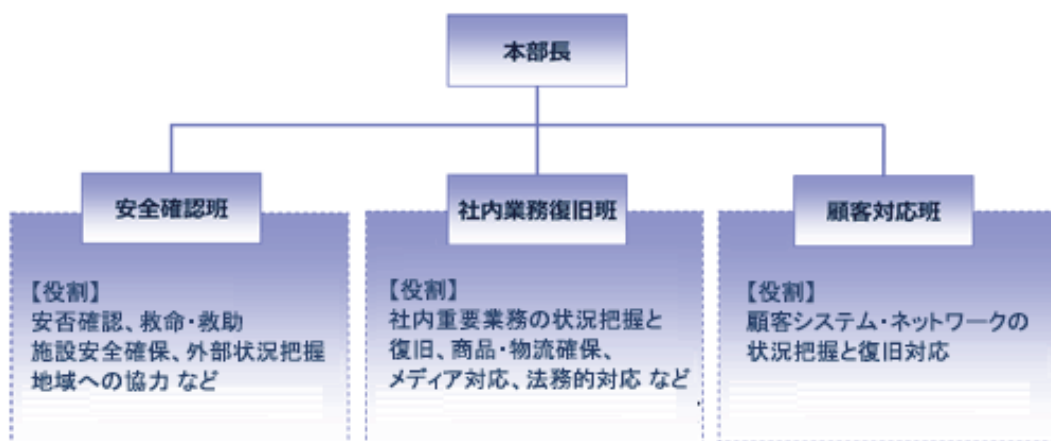 本部長
安全確認班
【役割】
安否確認、救命・救助
施設安全確保、外部状況把握
地域への協力 など
社内業務復旧班
【役割】
社内重要業務の状況把握と
復旧、商品・物流確保、
メディア対応、法務的対応 など
顧客対応班
【役割】
顧客システム・ネットワークの
状況把握と復旧対応